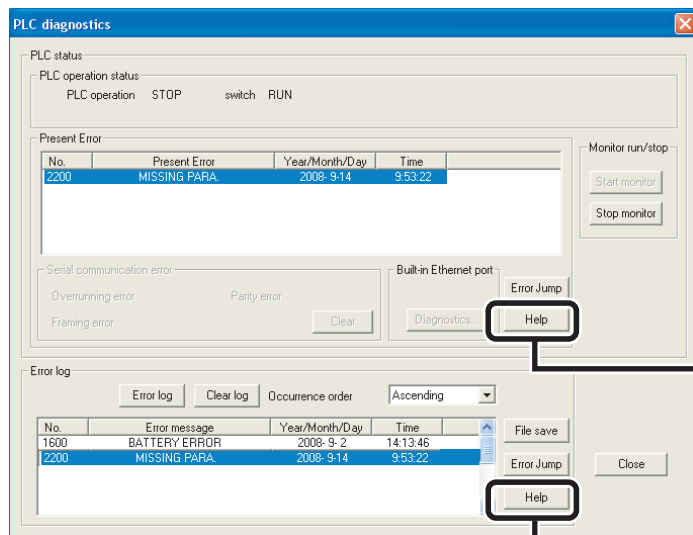 PLC diagnostics
PLC status
PLC operation status
PLC operation STOP switch RUN
Present Error
No. Present Error Year/Month/Day Time
2200 MISSING PARA. 2008- 9-14 9:53:22
Monitor run/stop
Start monitor
Stop monitor
Serial communication error
Overrunning error Parity error
Framing error Clear
Built-in Ethernet port
Diagnostics...
Error Jump
Help
Error log
Error log Clear log Occurrence order Ascending
No. Error message Year/Month/Day Time
1600 BATTERY ERROR 2008- 9- 2 14:13:46
2200 MISSING PARA. 2008- 9-14 9:53:22
File save
Error Jump
Help
Close